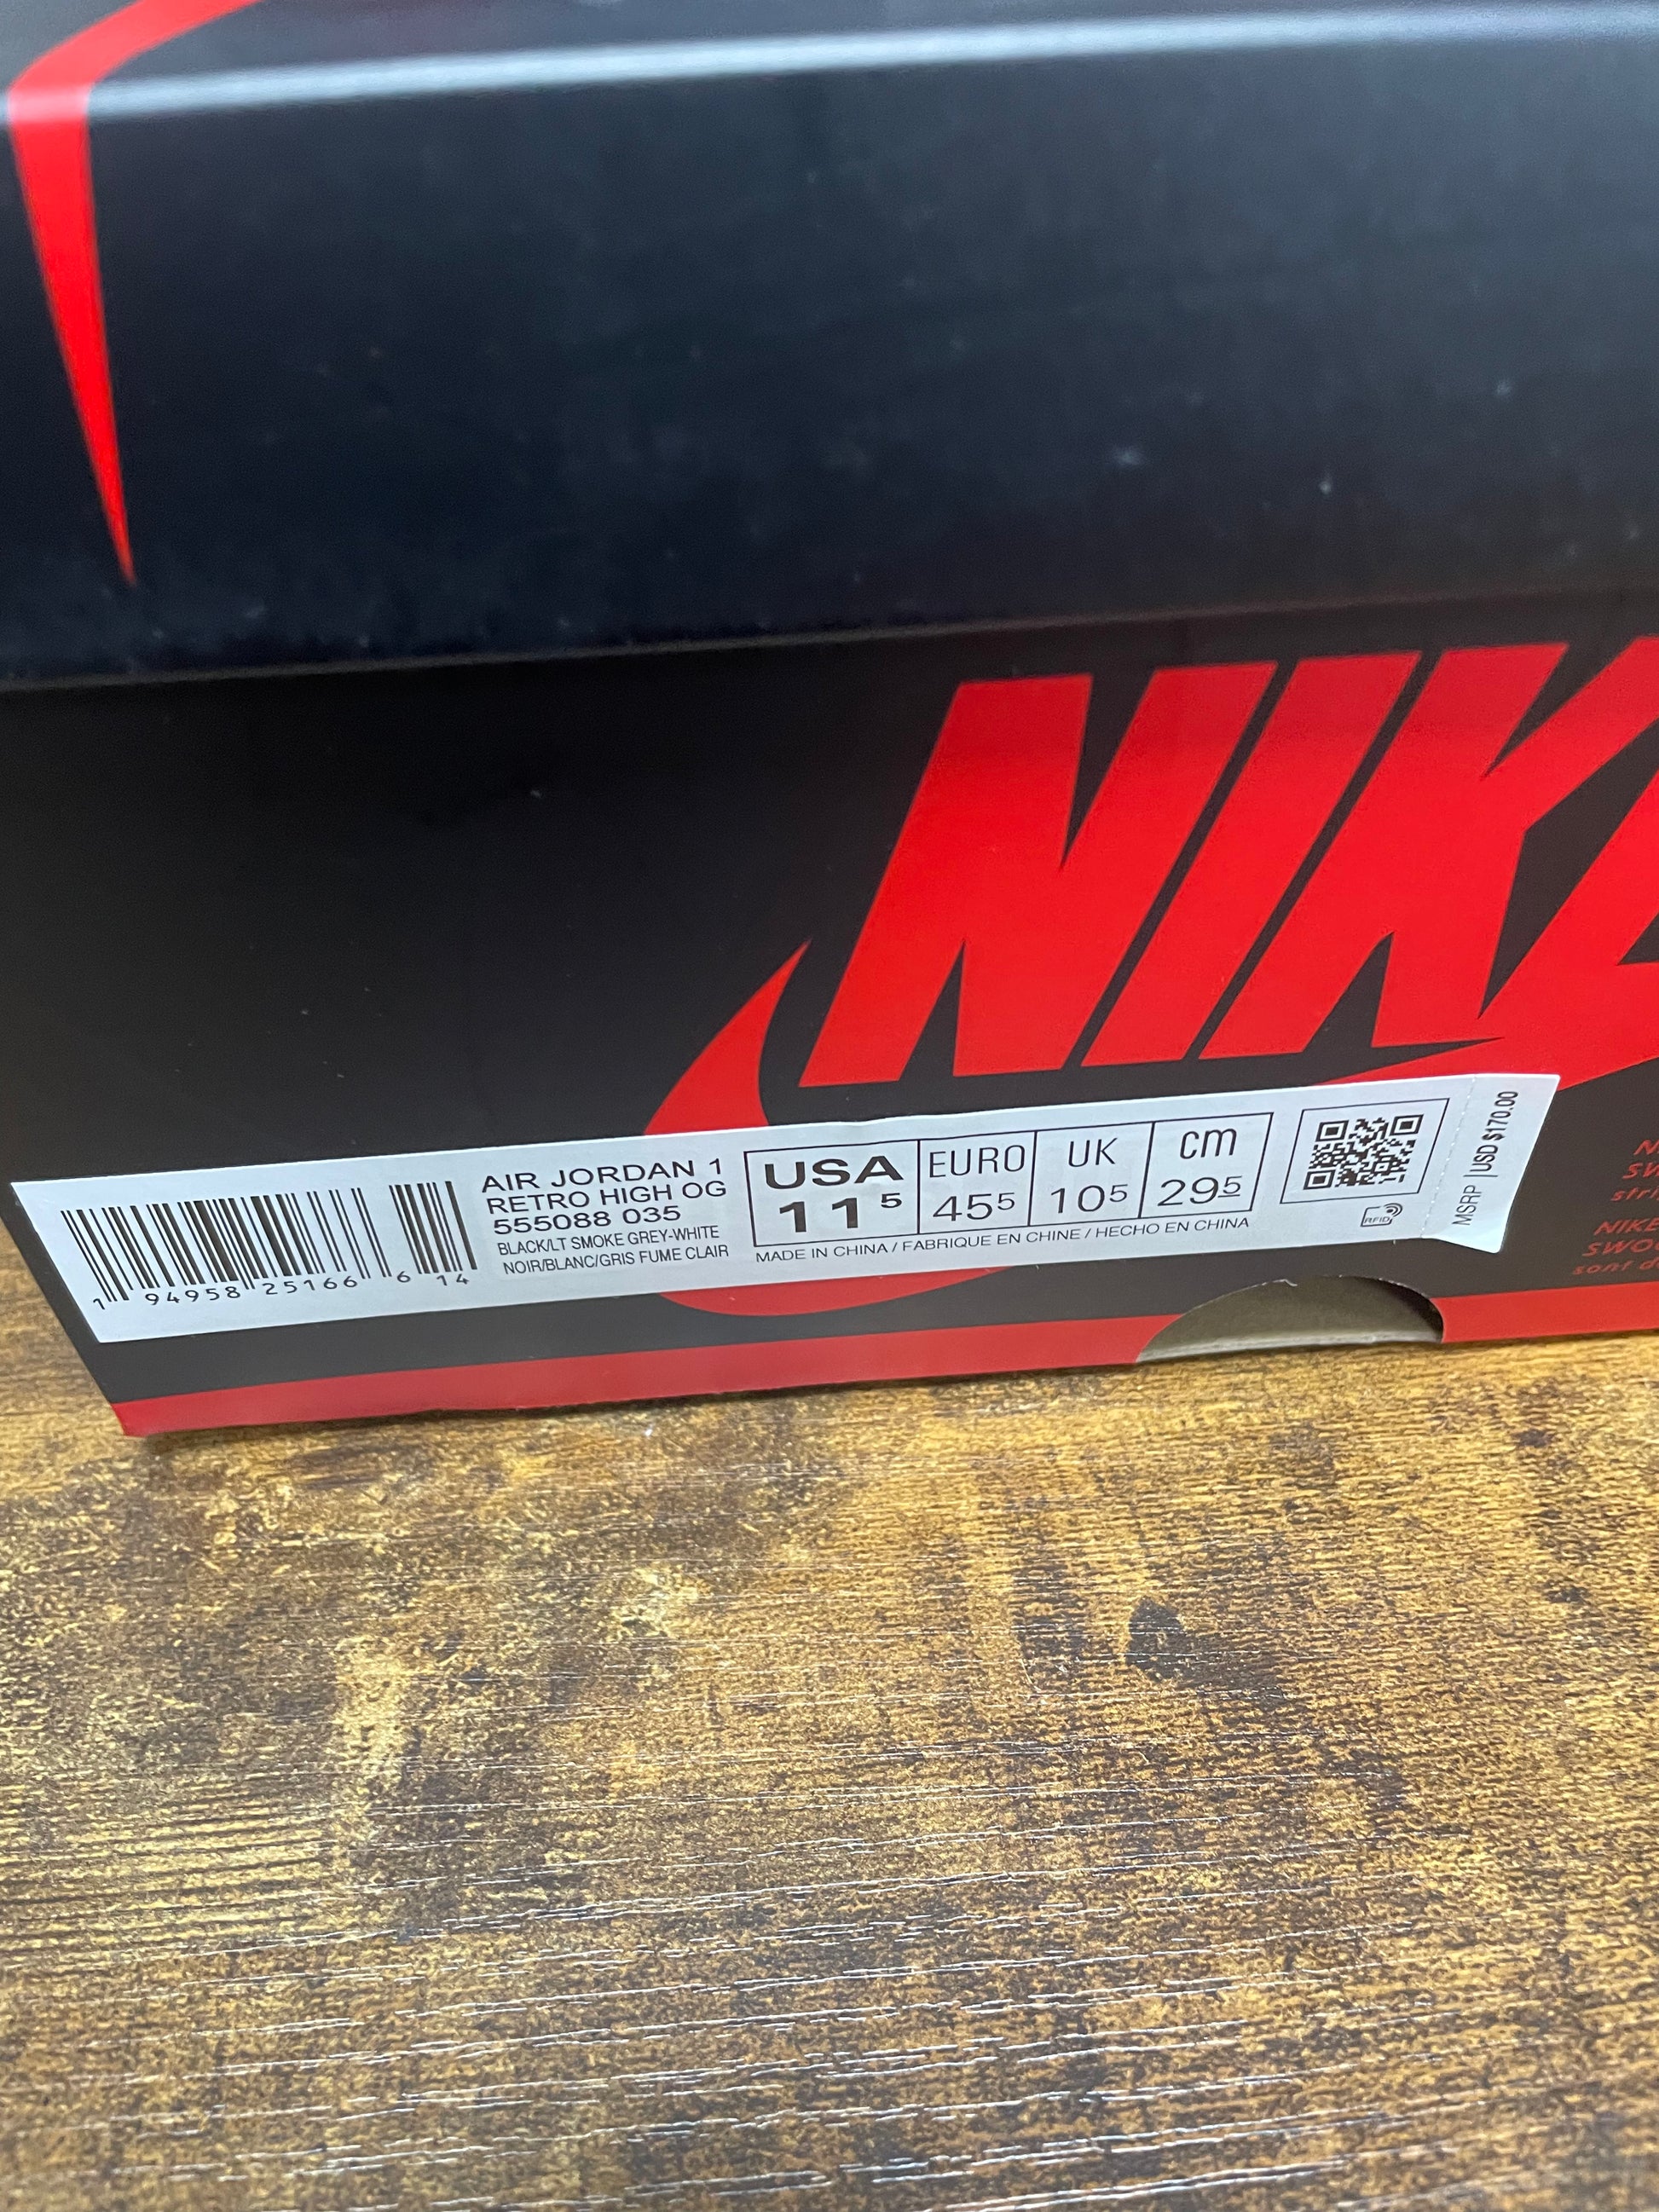 NIKE
AIR JORDAN 1
RETRO HIGH OG
555088 035
BLACK/LT SMOKE GREY-WHITE
NOIR/BLANC/GRIS FUME CLAIR
1 94958 25166 6 14
USA EURO UK cm
11 5 45 5 10 5 29 5
MADE IN CHINA / FABRIQUE EN CHINE / HECHO EN CHINA
RFID
MSRP | USD $170.00
NIKE